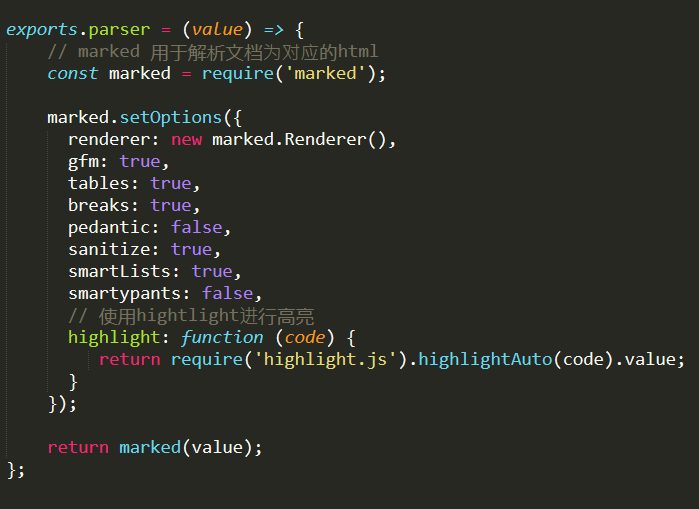 exports.parser = (value) => {
// marked 用于解析文档为对应的html
const marked = require('marked');
marked.setOptions({
renderer: new marked.Renderer(),
gfm: true,
tables: true,
breaks: true,
pedantic: false,
sanitize: true,
smartLists: true,
smartypants: false,
// 使用hightlight进行高亮
highlight: function (code) {
return require('highlight.js').highlightAuto(code).value;
}
});
return marked(value);
};